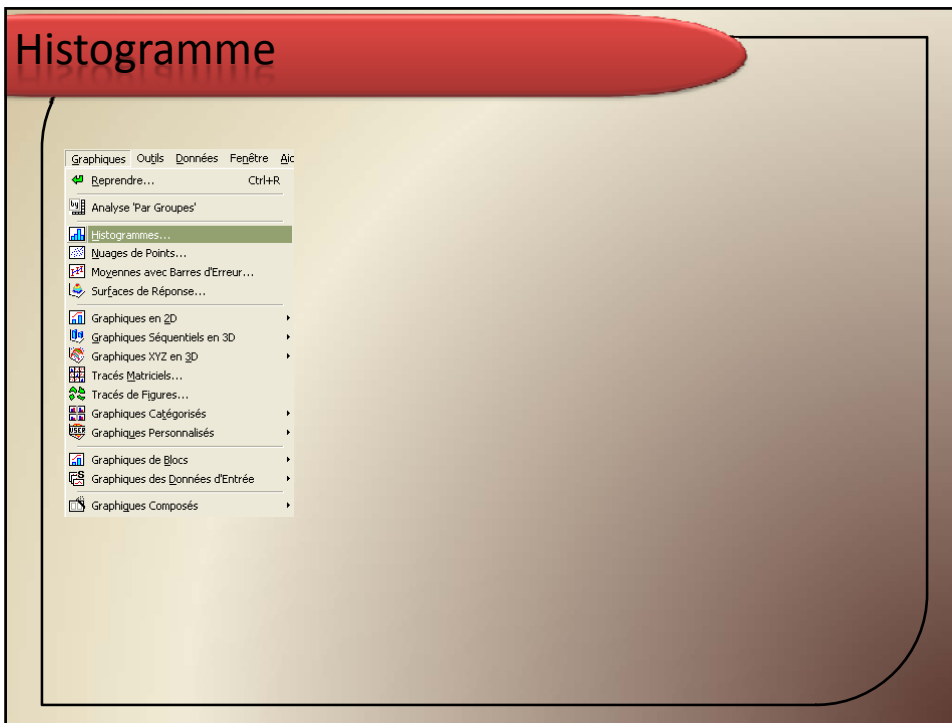 Histogramme
Graphiques Outils Données Fenêtre
Reprendre... Ctrl+R
Analyse 'Par Groupes'
Histogrammes...
Nuages de Points...
Moyennes avec Barres d'Erreur...
Surfaces de Réponse...
Graphiques en 2D
Graphiques Séquentiels en 3D
Graphiques XYZ en 3D
Tracés Matriciels...
Tracés de Figures...
Graphiques Catégorisés
USER Graphiques Personnalisés
Graphiques de Blocs
Graphiques des Données d'Entrée
Graphiques Composés